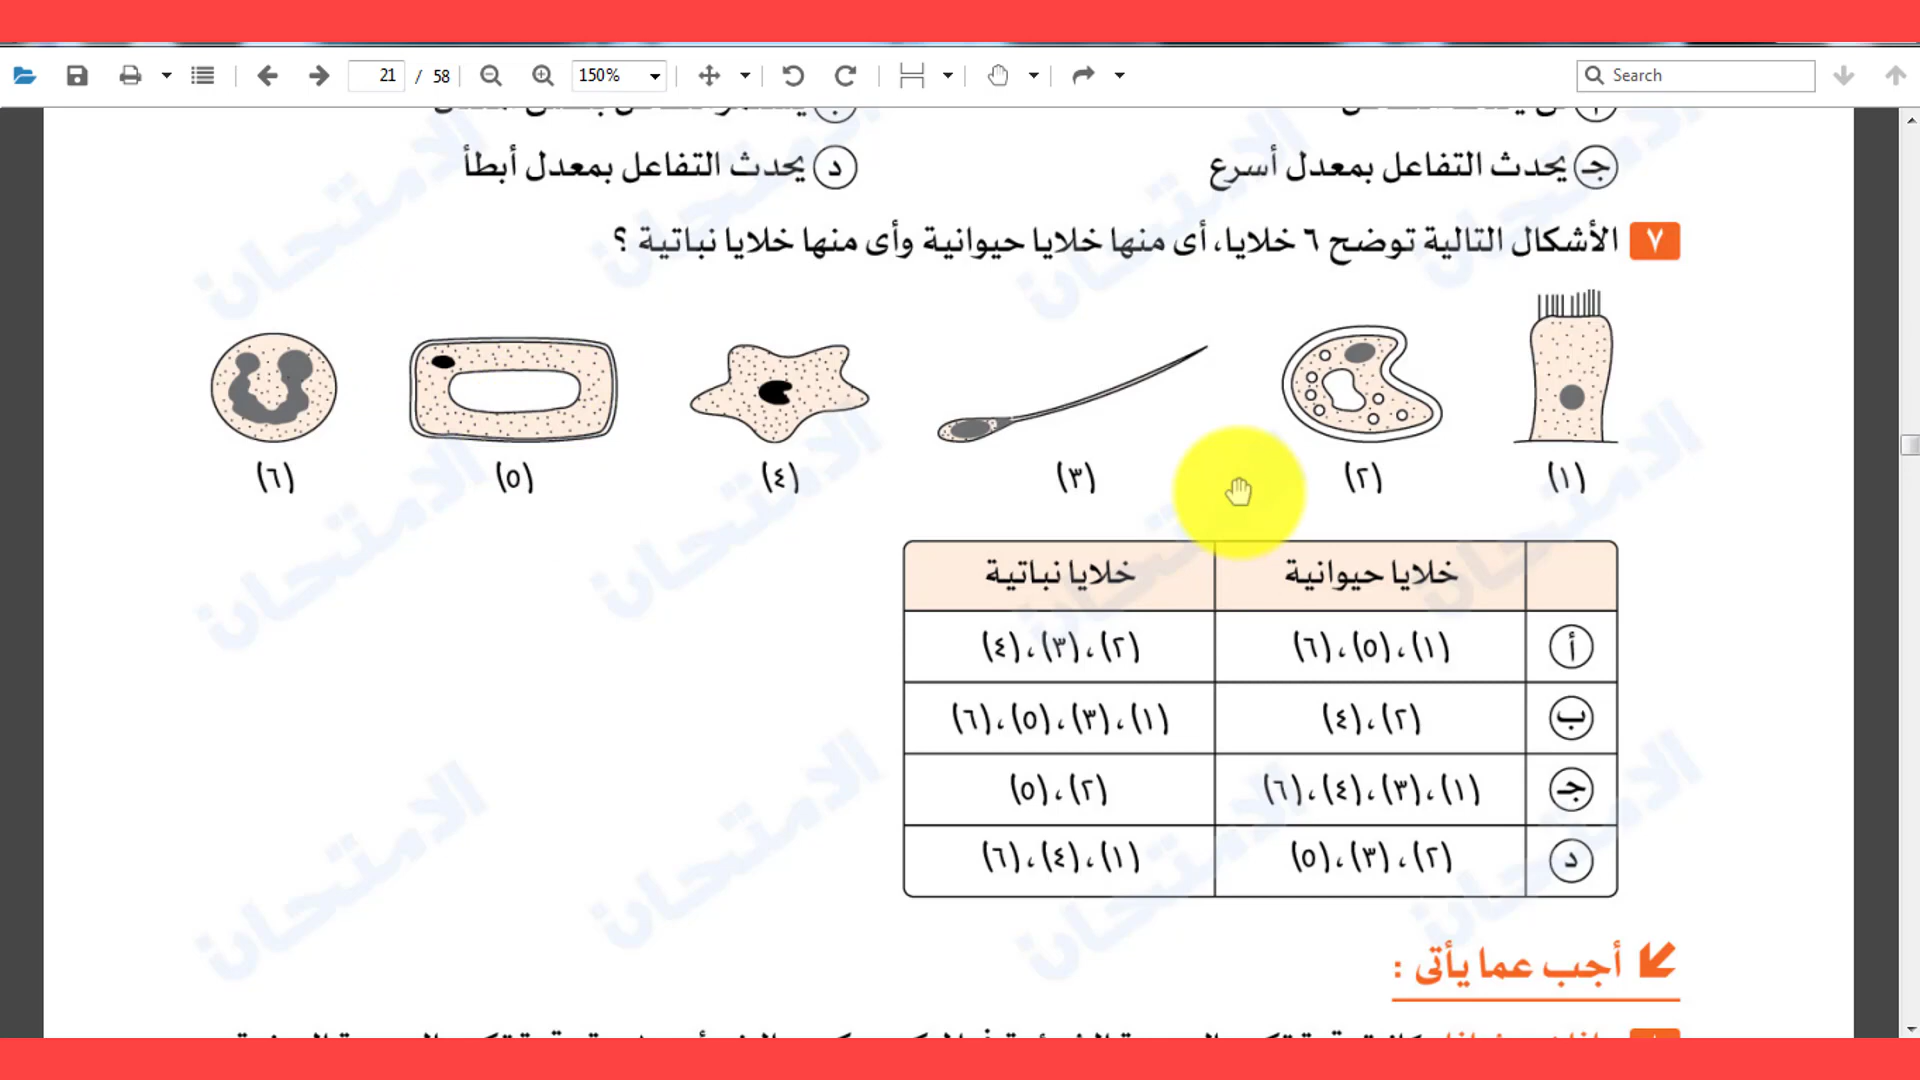 21 / 58
150%
Search
ج يحدث التفاعل بمعدل أسرع
د يحدث التفاعل بمعدل أبطأ
٧ الأشكال التالية توضح ٦ خلايا، أى منها خلايا حيوانية وأى منها خلايا نباتية ؟
(١) (٢) (٣) (٤) (٥) (٦)
خلايا حيوانية خلايا نباتية
أ (١)، (٥)، (٦) (٢)، (٣)، (٤)
ب (٢)، (٤) (١)، (٣)، (٥)، (٦)
جـ (١)، (٣)، (٤)، (٦) (٢)، (٥)
د (٢)، (٣)، (٥) (١)، (٤)، (٦)
أجب عما يأتى :
الامتحان